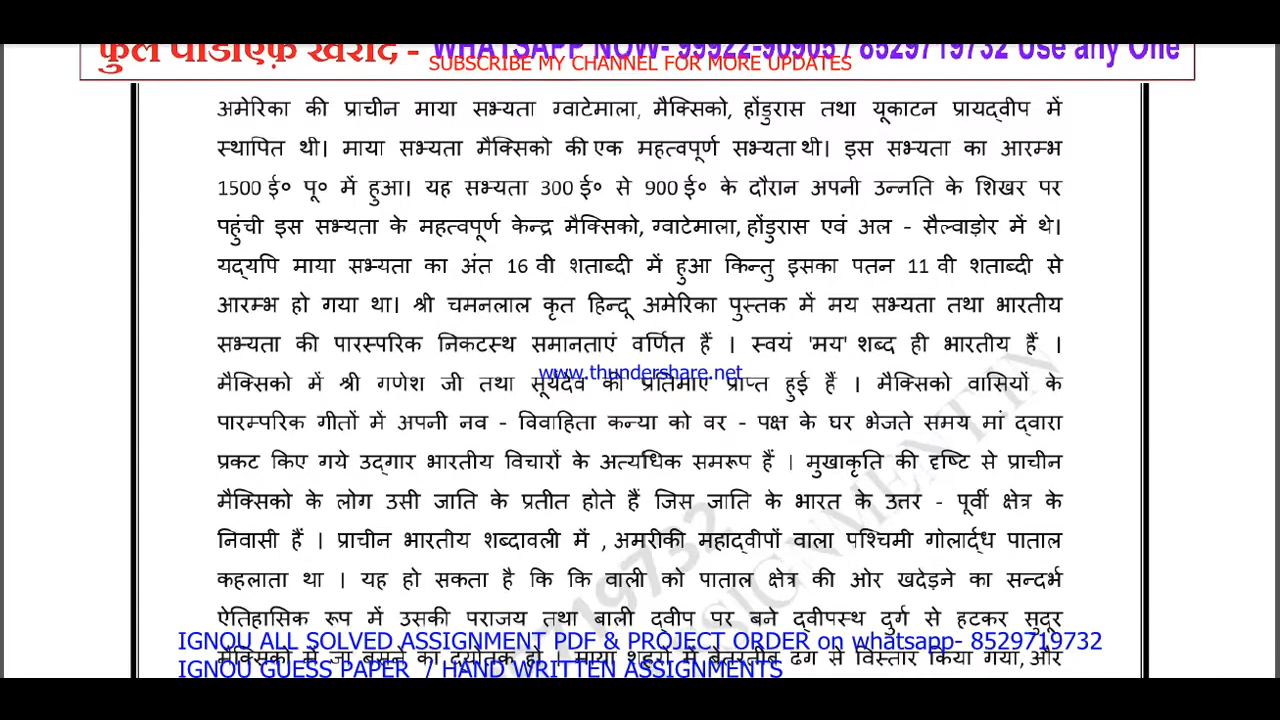 फुल पीडीएफ़ खरीदे - WHATSAPP NOW- 99922-90905 / 8529719732 Use any One
SUBSCRIBE MY CHANNEL FOR MORE UPDATES
अमेरिका की प्राचीन माया सभ्यता ग्वाटेमाला, मैक्सिको, होंडुरास तथा यूकाटन प्रायद्वीप में
स्थापित थी। माया सभ्यता मैक्सिको की एक महत्वपूर्ण सभ्यता थी। इस सभ्यता का आरम्भ
1500 ई० पू० में हुआ। यह सभ्यता 300 ई० से 900 ई० के दौरान अपनी उन्नति के शिखर पर
पहुंची इस सभ्यता के महत्वपूर्ण केन्द्र मैक्सिको, ग्वाटेमाला, होंडुरास एवं अल - सैल्वाड़ोर में थे।
यद्यपि माया सभ्यता का अंत 16 वी शताब्दी में हुआ किन्तु इसका पतन 11 वी शताब्दी से
आरम्भ हो गया था। श्री चमनलाल कृत हिन्दू अमेरिका पुस्तक में मय सभ्यता तथा भारतीय
सभ्यता की पारस्परिक निकटस्थ समानताएं वर्णित हैं । स्वयं 'मय' शब्द ही भारतीय हैं ।
www.thundershare.net
मैक्सिको में श्री गणेश जी तथा सूर्यदेव की प्रतिमाएं प्राप्त हुई हैं । मैक्सिको वासियों के
पारम्परिक गीतों में अपनी नव - विवाहिता कन्या को वर - पक्ष के घर भेजते समय मां द्वारा
प्रकट किए गये उद्गार भारतीय विचारों के अत्यधिक समरूप हैं । मुखाकृति की दृष्टि से प्राचीन
मैक्सिको के लोग उसी जाति के प्रतीत होते हैं जिस जाति के भारत के उत्तर - पूर्वी क्षेत्र के
निवासी हैं । प्राचीन भारतीय शब्दावली में , अमरीकी महाद्वीपों वाला पश्चिमी गोलार्द्ध पाताल
कहलाता था । यह हो सकता है कि कि वाली को पाताल क्षेत्र की ओर खदेड़ने का सन्दर्भ
ऐतिहासिक रूप में उसकी पराजय तथा बाली द्वीप पर बने द्वीपस्थ दुर्ग से हटकर सुदूर
IGNOU ALL SOLVED ASSIGNMENT PDF & PROJECT ORDER on whatsapp- 8529719732
मैक्सिको में जा बसने का द्योतक हो । माया शहरों में बेतरतीब ढंग से विस्तार किया गया, और
IGNOU GUESS PAPER / HAND WRITTEN ASSIGNMENTS